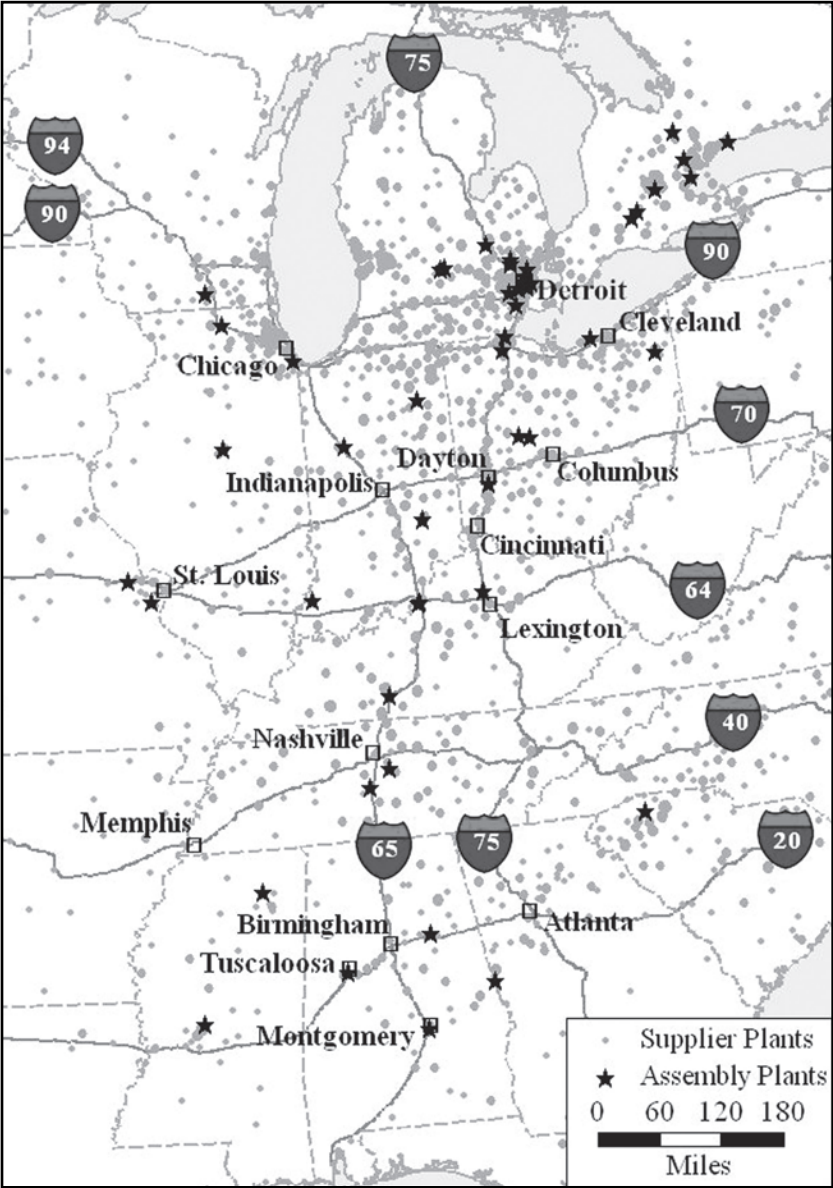 75
94
90
90
Detroit
Cleveland
Chicago
70
Dayton
Columbus
Indianapolis
Cincinnati
St. Louis
64
Lexington
40
Nashville
Memphis
65
75
20
Birmingham
Atlanta
Tuscaloosa
Montgomery
Supplier Plants
Assembly Plants
0 60 120 180
Miles